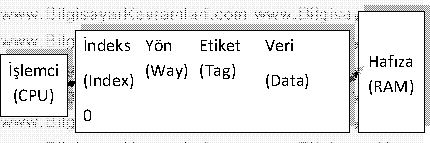 www.BilgisayarKavramlari.com www.Bilgisa
İndeks Yön Etiket Veri
(Index) (Way) (Tag) (Data)
0
İşlemci
(CPU)
Hafıza
(RAM)